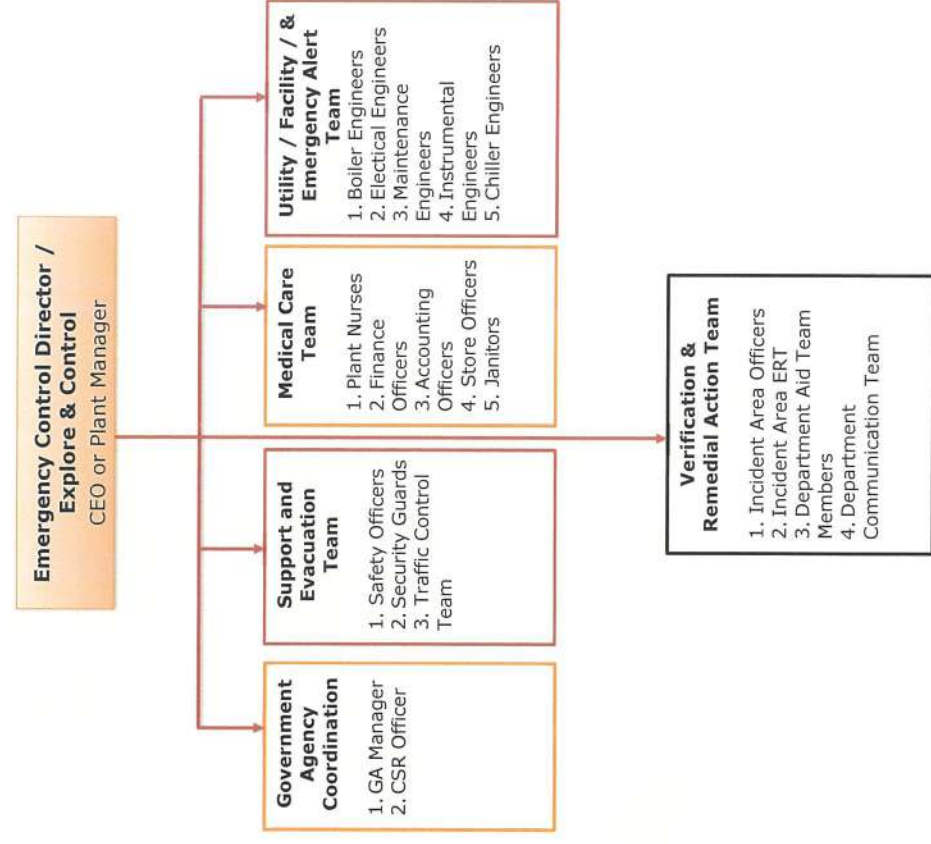 Emergency Control Director /
Explore & Control
CEO or Plant Manager
Government
Agency
Coordination
1. GA Manager
2. CSR Officer
Support and
Evacuation
Team
1. Safety Officers
2. Security Guards
3. Traffic Control
Team
Medical Care
Team
1. Plant Nurses
2. Finance
Officers
3. Accounting
Officers
4. Store Officers
5. Janitors
Utility / Facility / &
Emergency Alert
Team
1. Boiler Engineers
2. Electical Engineers
3. Maintenance
Engineers
4. Instrumental
Engineers
5. Chiller Engineers
Verification &
Remedial Action Team
1. Incident Area Officers
2. Incident Area ERT
3. Department Aid Team
Members
4. Department
Communication Team